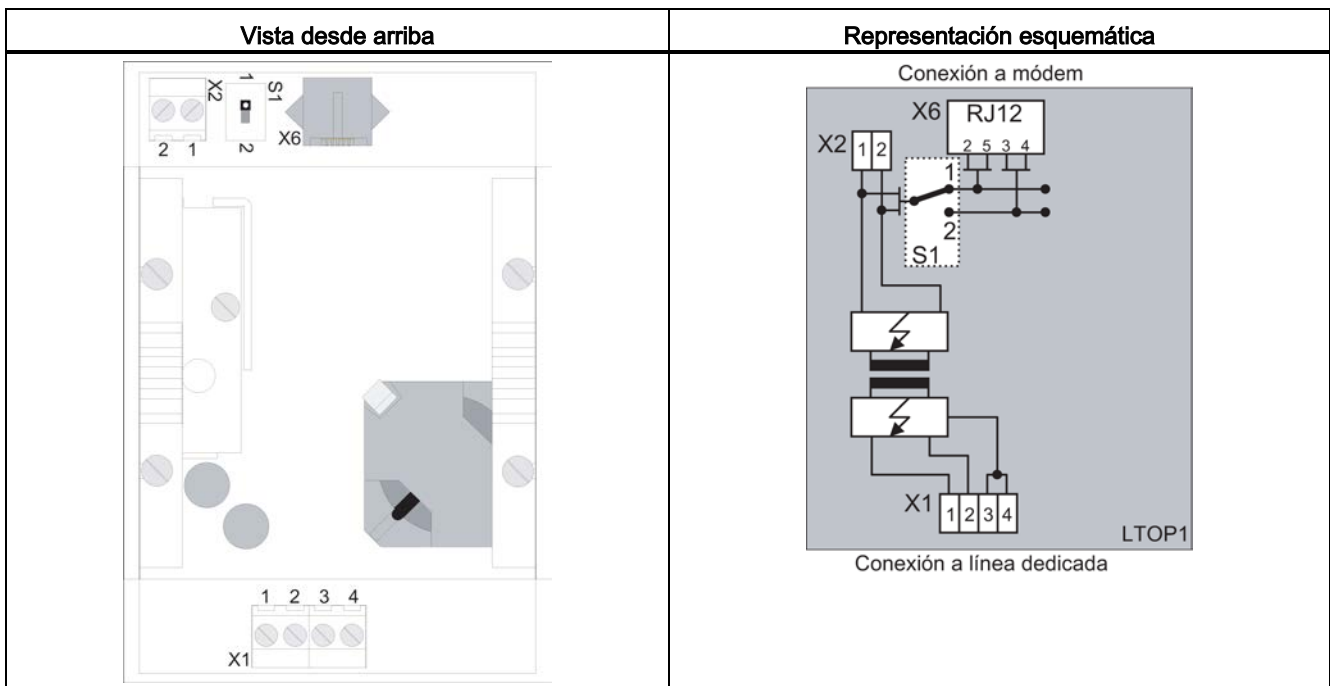 Vista desde arriba
Representación esquemática
X2
1
S1
2 1
2
X6
1 2 3 4
X1
Conexión a módem
X6 RJ12
X2 1 2
2 5 3 4
1
2
S1
X1 1 2 3 4
LTOP1
Conexión a línea dedicada